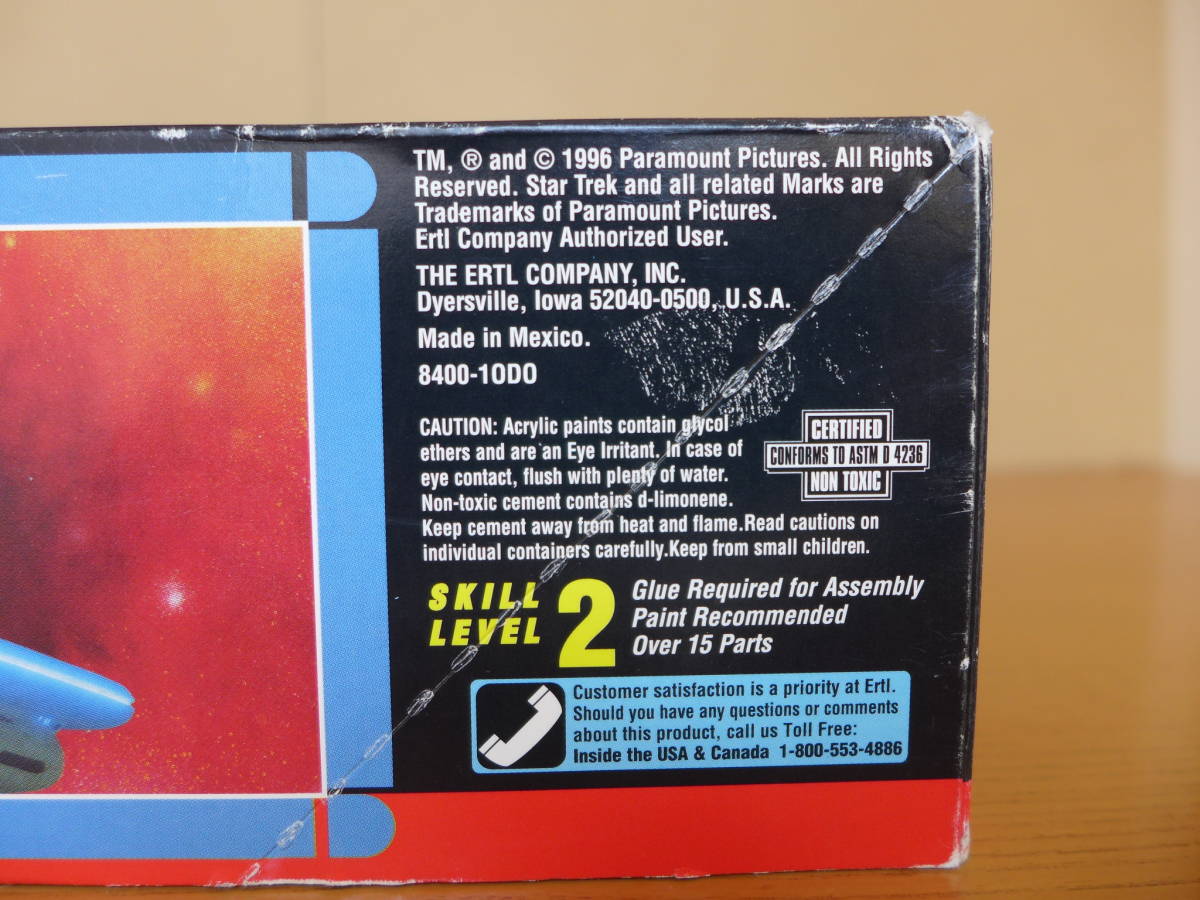 TM, ® and © 1996 Paramount Pictures. All Rights
Reserved. Star Trek and all related Marks are
Trademarks of Paramount Pictures.
Ertl Company Authorized User.
THE ERTL COMPANY, INC.
Dyersville, Iowa 52040-0500, U.S.A.
Made in Mexico.
8400-10DO
CAUTION: Acrylic paints contain glycol
ethers and are an Eye Irritant. In case of
eye contact, flush with plenty of water.
Non-toxic cement contains d-limonene.
Keep cement away from heat and flame.Read cautions on
individual containers carefully.Keep from small children.
CERTIFIED
CONFORMS TO ASTM D 4236
NON TOXIC
SKILL
LEVEL
2
Glue Required for Assembly
Paint Recommended
Over 15 Parts
Customer satisfaction is a priority at Ertl.
Should you have any questions or comments
about this product, call us Toll Free:
Inside the USA & Canada 1-800-553-4886